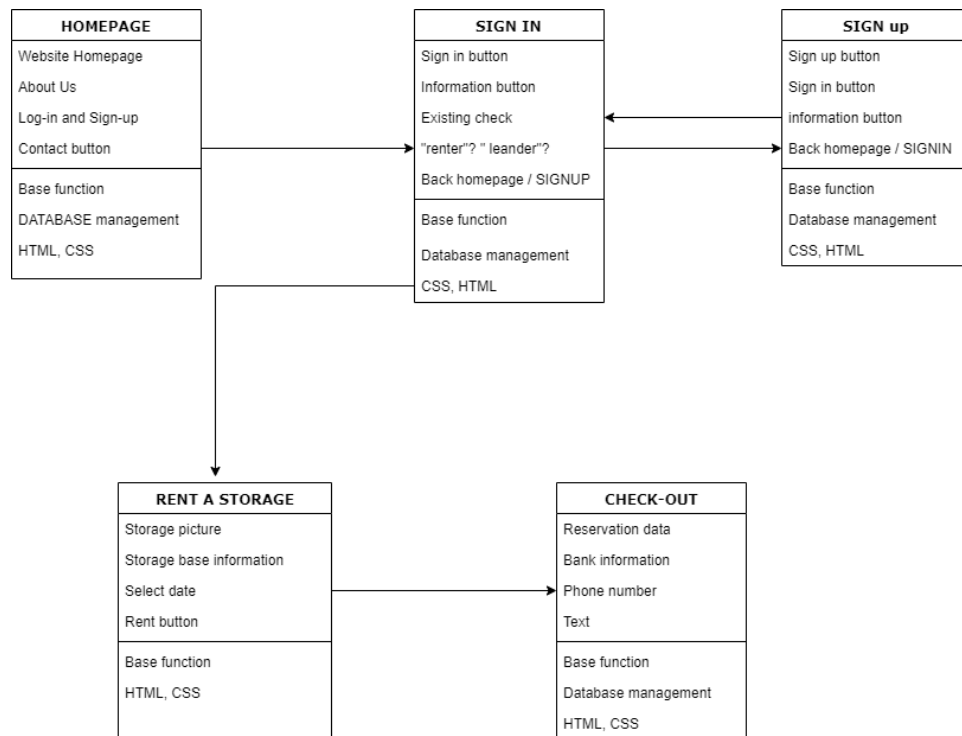 HOMEPAGE
Website Homepage
About Us
Log-in and Sign-up
Contact button
Base function
DATABASE management
HTML, CSS
SIGN IN
Sign in button
Information button
Existing check
"renter"? " leander"?
Back homepage / SIGNUP
Base function
Database management
CSS, HTML
SIGN up
Sign up button
Sign in button
information button
Back homepage / SIGNIN
Base function
Database management
CSS, HTML
RENT A STORAGE
Storage picture
Storage base information
Select date
Rent button
Base function
HTML, CSS
CHECK-OUT
Reservation data
Bank information
Phone number
Text
Base function
Database management
HTML, CSS